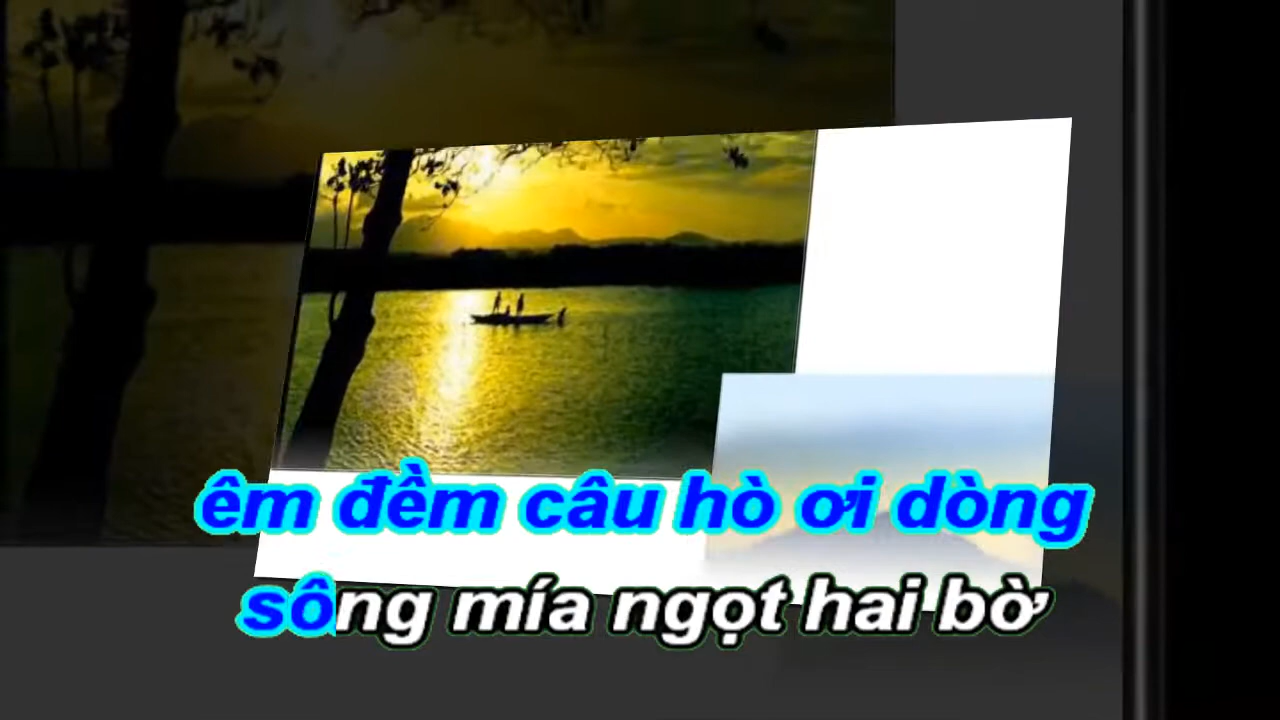 êm đềm câu hò ơi dòng
sông mía ngọt hai bờ